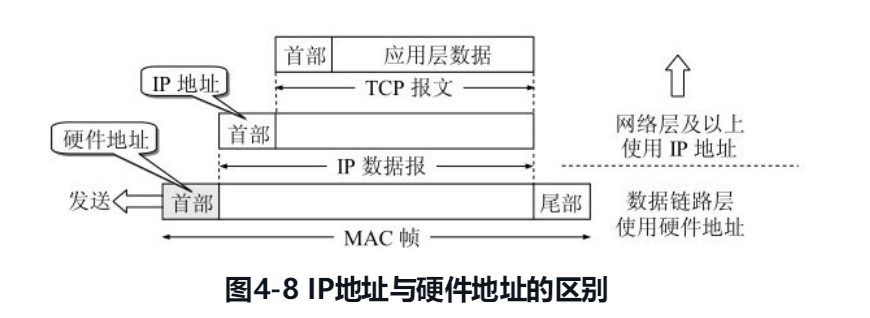 首部
应用层数据
IP 地址
TCP 报文
网络层及以上
使用 IP 地址
首部
硬件地址
IP 数据报
发送
首部
尾部
数据链路层
使用硬件地址
MAC 帧
图4-8 IP地址与硬件地址的区别